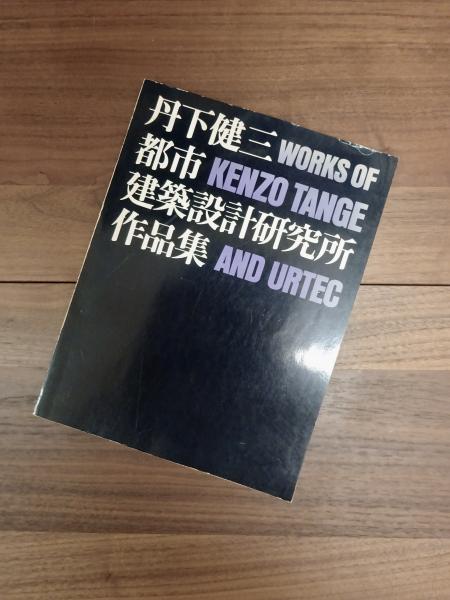 丹下健三 WORKS OF
都市 KENZO TANGE
建築設計研究所
作品集 AND URTEC